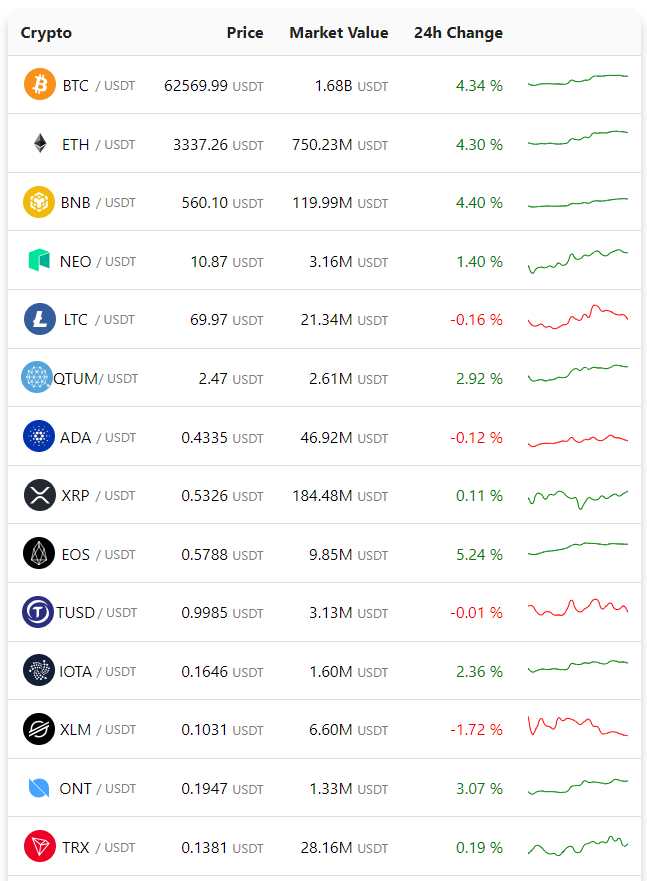 Crypto Price Market Value 24h Change
BTC / USDT 62569.99 USDT 1.68B USDT 4.34 %
ETH / USDT 3337.26 USDT 750.23M USDT 4.30 %
BNB / USDT 560.10 USDT 119.99M USDT 4.40 %
NEO / USDT 10.87 USDT 3.16M USDT 1.40 %
LTC / USDT 69.97 USDT 21.34M USDT -0.16 %
QTUM/ USDT 2.47 USDT 2.61M USDT 2.92 %
ADA / USDT 0.4335 USDT 46.92M USDT -0.12 %
XRP / USDT 0.5326 USDT 184.48M USDT 0.11 %
EOS / USDT 0.5788 USDT 9.85M USDT 5.24 %
TUSD/ USDT 0.9985 USDT 3.13M USDT -0.01 %
IOTA / USDT 0.1646 USDT 1.60M USDT 2.36 %
XLM / USDT 0.1031 USDT 6.60M USDT -1.72 %
ONT / USDT 0.1947 USDT 1.33M USDT 3.07 %
TRX / USDT 0.1381 USDT 28.16M USDT 0.19 %